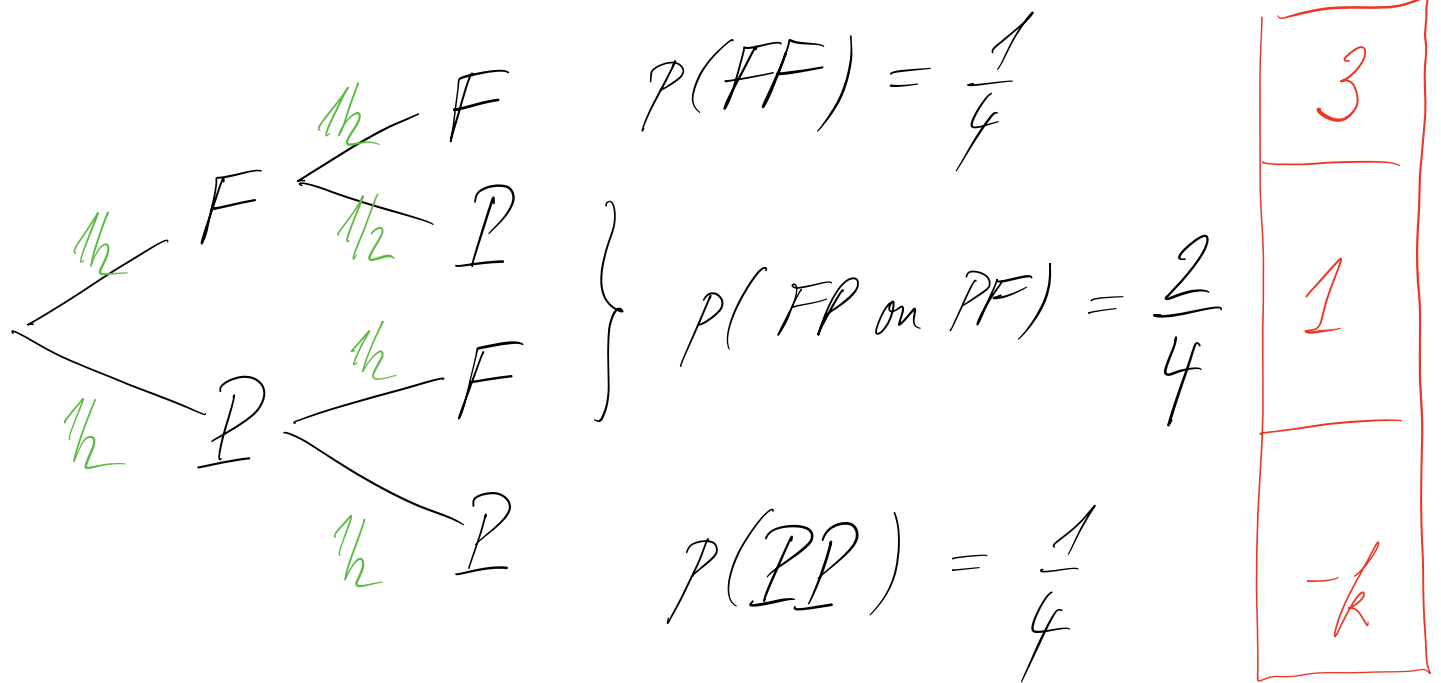 1/2 F p(FF) = 1/4 3
F
1/2 1/2 P
p(FP ou PF) = 2/4 1
1/2 F
1/2 P
1/2 P p(PP) = 1/4 -k